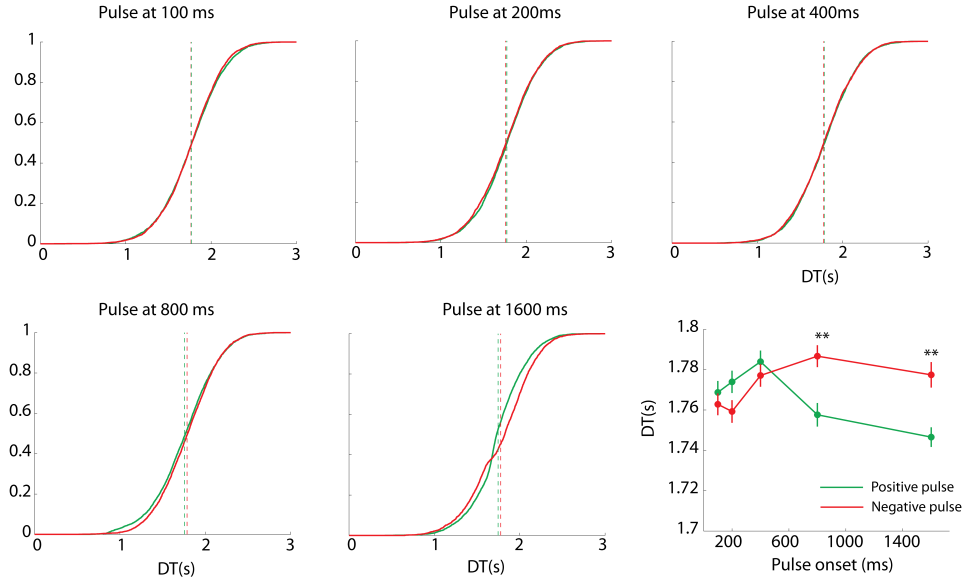 Pulse at 100 ms
Pulse at 200ms
Pulse at 400ms
1
0.8
0.6
0.4
0.2
0
0 1 2 3
0 1 2 3
0 1 2 3
DT(s)
Pulse at 800 ms
Pulse at 1600 ms
1
0.8
0.6
0.4
0.2
0
0 1 2 3
DT(s)
0 1 2 3
DT(s)
1.8
1.78
1.76
1.74
1.72
1.7
DT(s)
**
**
Positive pulse
Negative pulse
200 600 1000 1400
Pulse onset (ms)